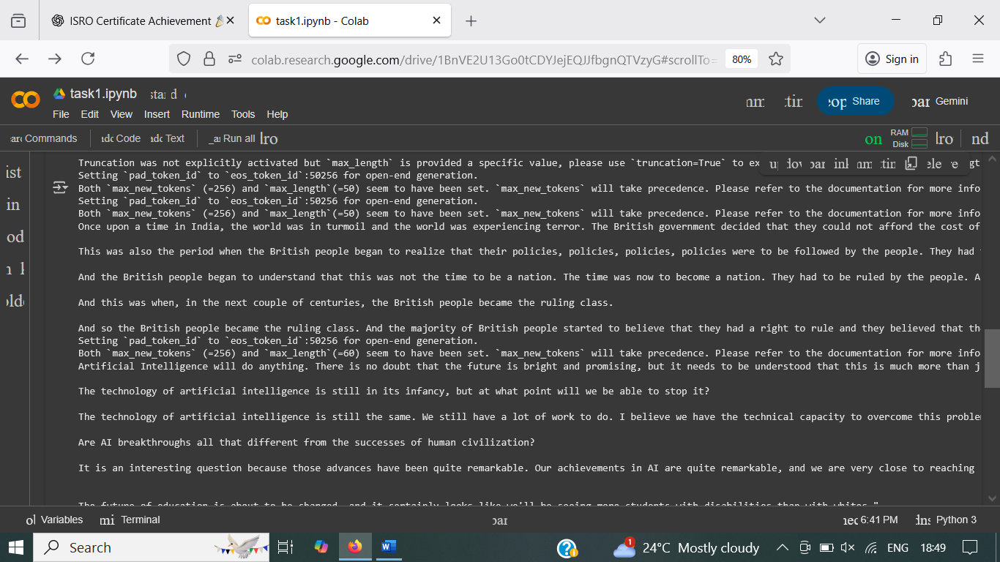 ISRO Certificate Achievement
task1.ipynb - Colab
colab.research.google.com/drive/1BnVE2U13Go0tCDYJejEQJJfbgnQTVzyG#scrollTo=
80%
Sign in
task1.ipynb
star d
File Edit View Insert Runtime Tools Help
Share
Gemini
Commands Code Text Run all
on
RAM
Disk
Truncation was not explicitly activated but `max_length` is provided a specific value, please use `truncation=True` to ex
Setting `pad_token_id` to `eos_token_id`:50256 for open-end generation.
Both `max_new_tokens` (=256) and `max_length`(=50) seem to have been set. `max_new_tokens` will take precedence. Please refer to the documentation for more info
Setting `pad_token_id` to `eos_token_id`:50256 for open-end generation.
Both `max_new_tokens` (=256) and `max_length`(=50) seem to have been set. `max_new_tokens` will take precedence. Please refer to the documentation for more info
Once upon a time in India, the world was in turmoil and the world was experiencing terror. The British government decided that they could not afford the cost of
This was also the period when the British people began to realize that their policies, policies, policies, policies were to be followed by the people. They had
And the British people began to understand that this was not the time to be a nation. The time was now to become a nation. They had to be ruled by the people. A
And this was when, in the next couple of centuries, the British people became the ruling class.
And so the British people became the ruling class. And the majority of British people started to believe that they had a right to rule and they believed that th
Setting `pad_token_id` to `eos_token_id`:50256 for open-end generation.
Both `max_new_tokens` (=256) and `max_length`(=60) seem to have been set. `max_new_tokens` will take precedence. Please refer to the documentation for more info
Artificial Intelligence will do anything. There is no doubt that the future is bright and promising, but it needs to be understood that this is much more than j
The technology of artificial intelligence is still in its infancy, but at what point will we be able to stop it?
The technology of artificial intelligence is still the same. We still have a lot of work to do. I believe we have the technical capacity to overcome this proble
Are AI breakthroughs all that different from the successes of human civilization?
It is an interesting question because those advances have been quite remarkable. Our achievements in AI are quite remarkable, and we are very close to reaching
The future of education is about to be changed, and it certainly looks like we'll be seeing more students with disabilities than with whites."
Variables
Terminal
6:41 PM
Python 3
Search
1
24°C Mostly cloudy
ENG
18:49